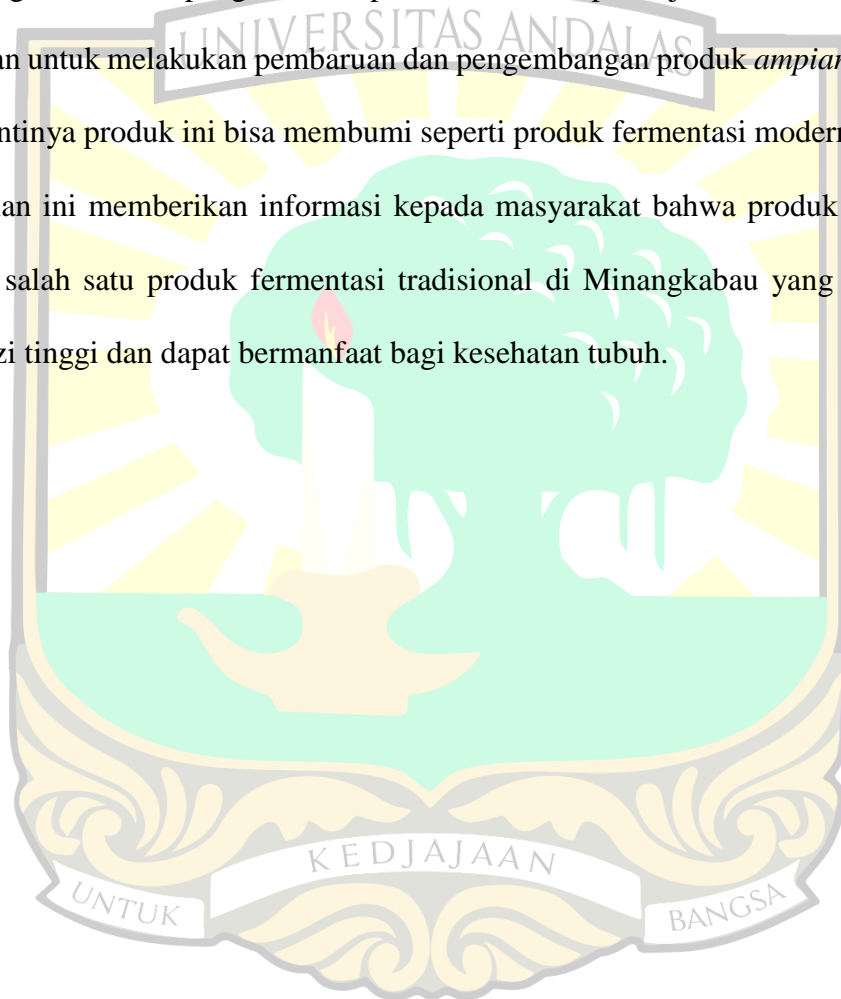 UNIVERSITAS ANDALAS
an untuk melakukan pembaruan dan pengembangan produk ampian
ntinya produk ini bisa membumi seperti produk fermentasi modern
an ini memberikan informasi kepada masyarakat bahwa produk
salah satu produk fermentasi tradisional di Minangkabau yang
zi tinggi dan dapat bermanfaat bagi kesehatan tubuh.
KEDJAJAAN
UNTUK
BANGSA